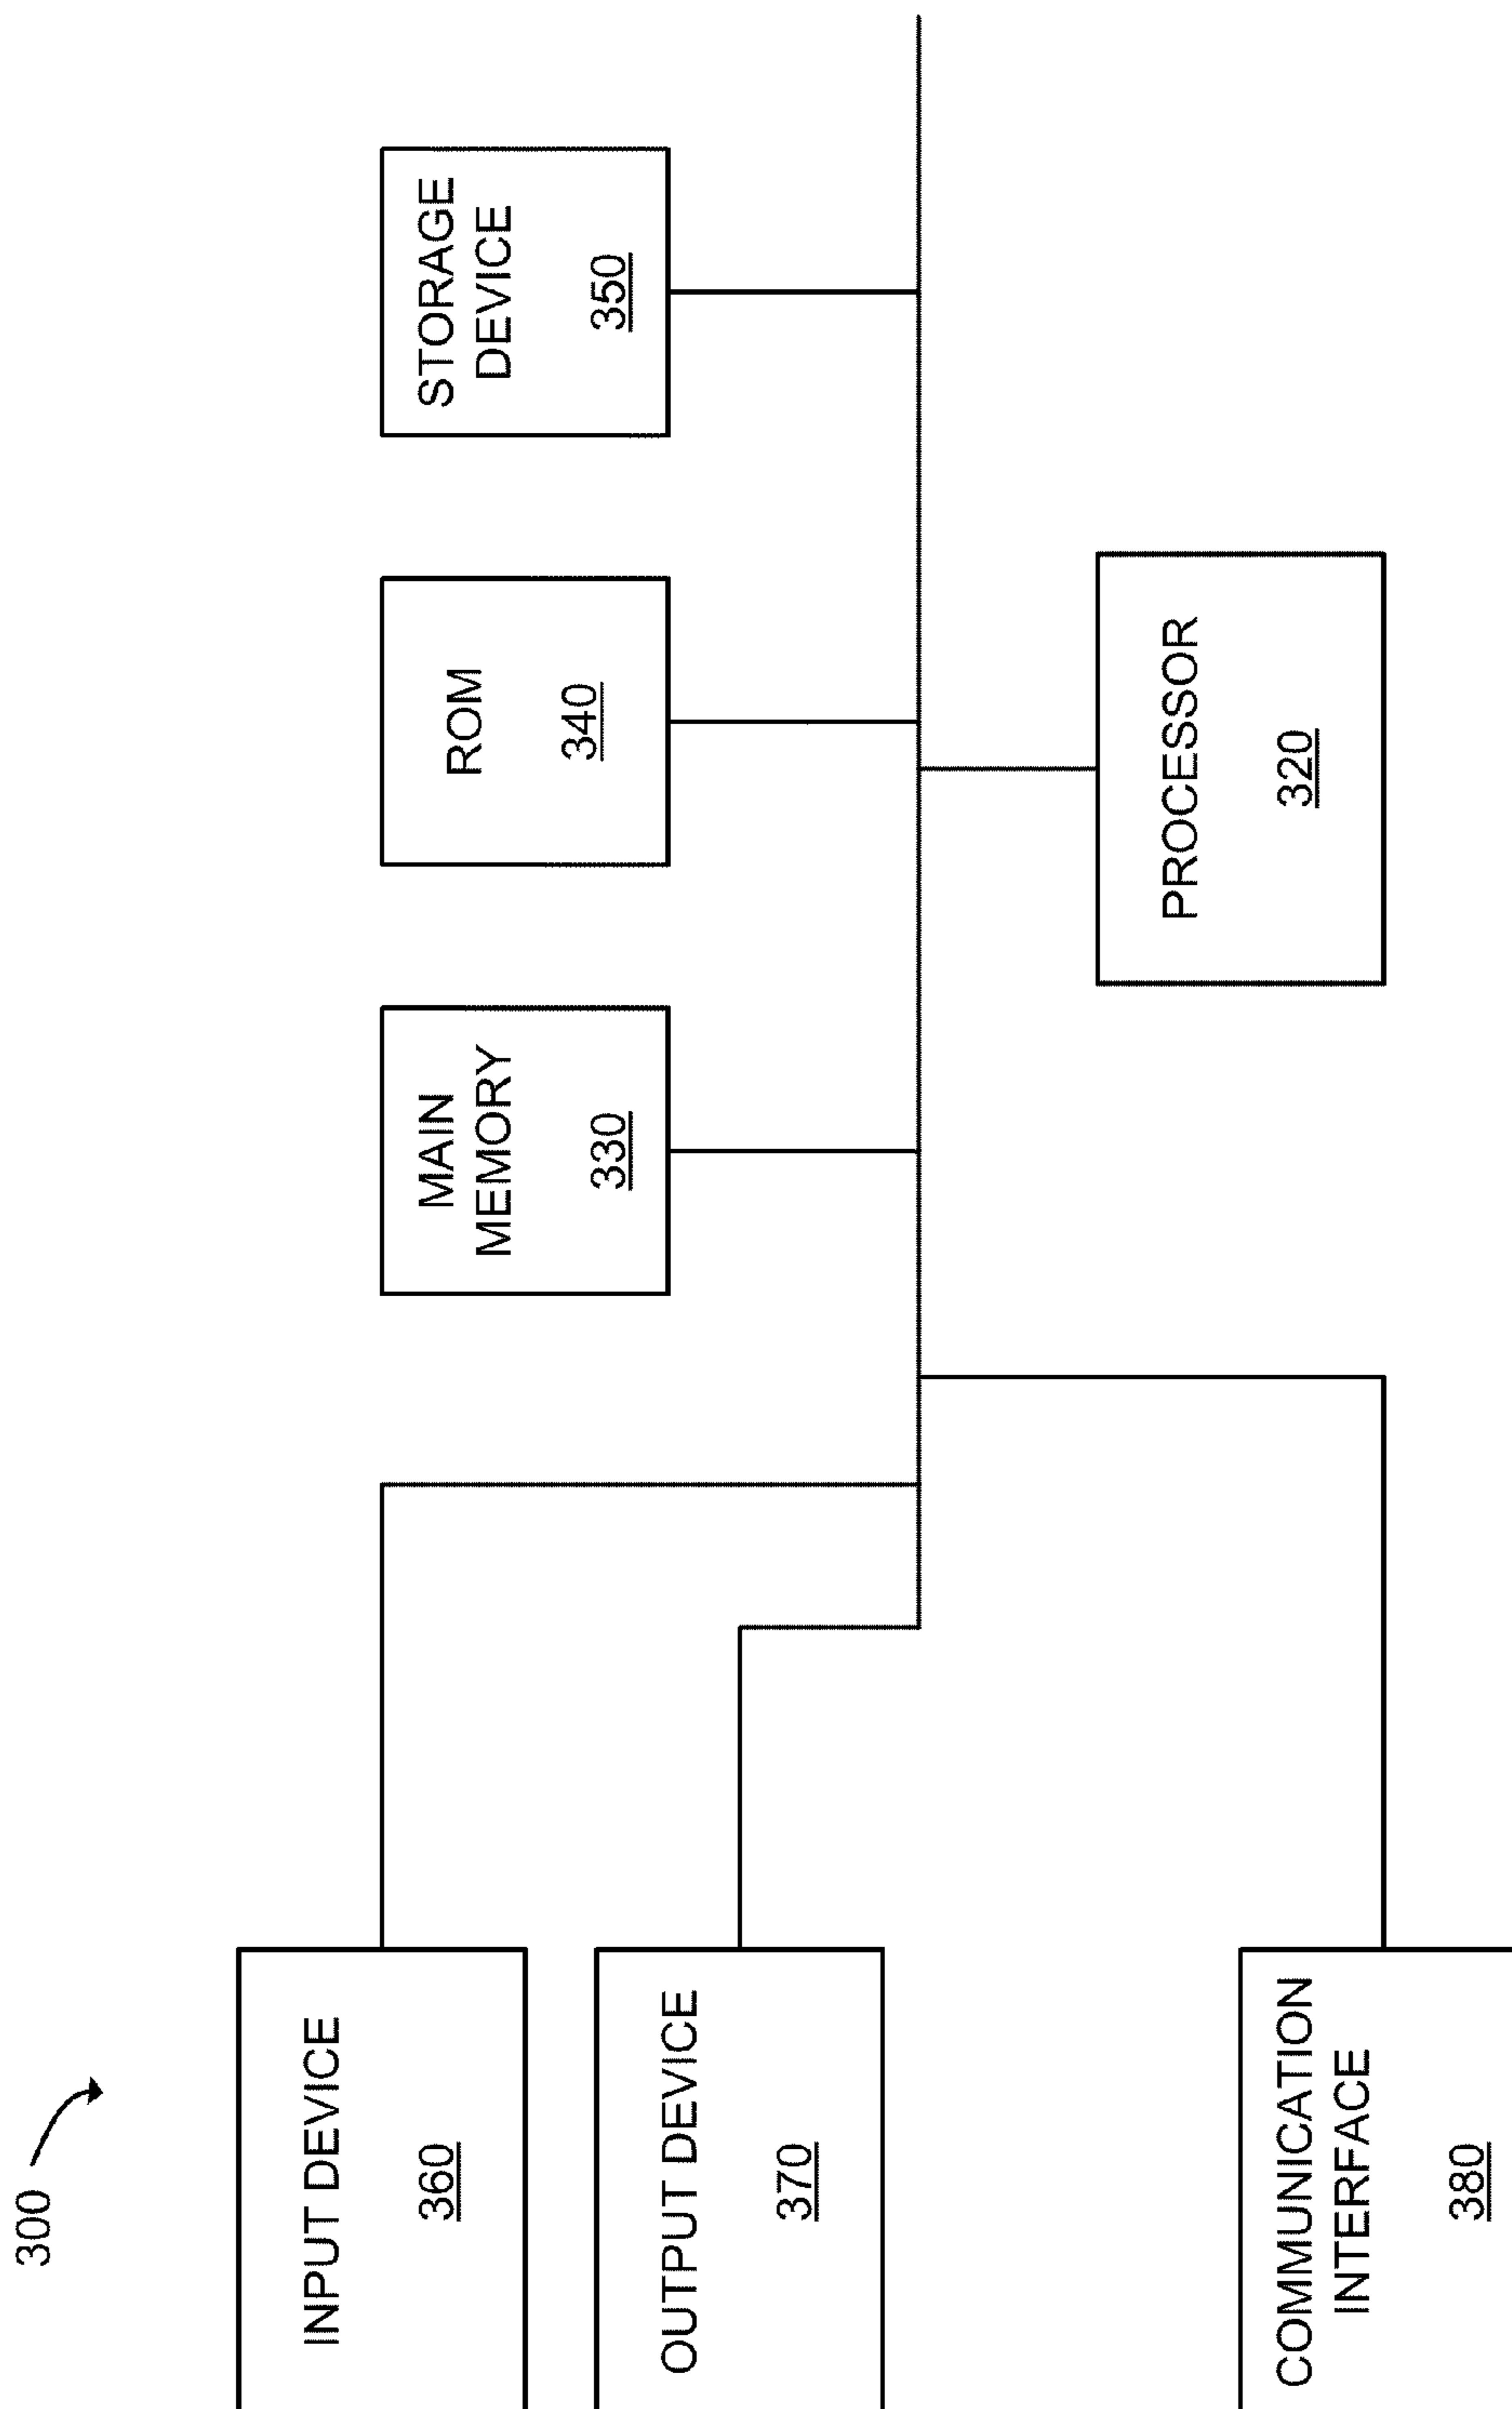 300
INPUT DEVICE
360
OUTPUT DEVICE
370
COMMUNICATION
INTERFACE
380
MAIN
MEMORY
330
ROM
340
STORAGE
DEVICE
350
PROCESSOR
320